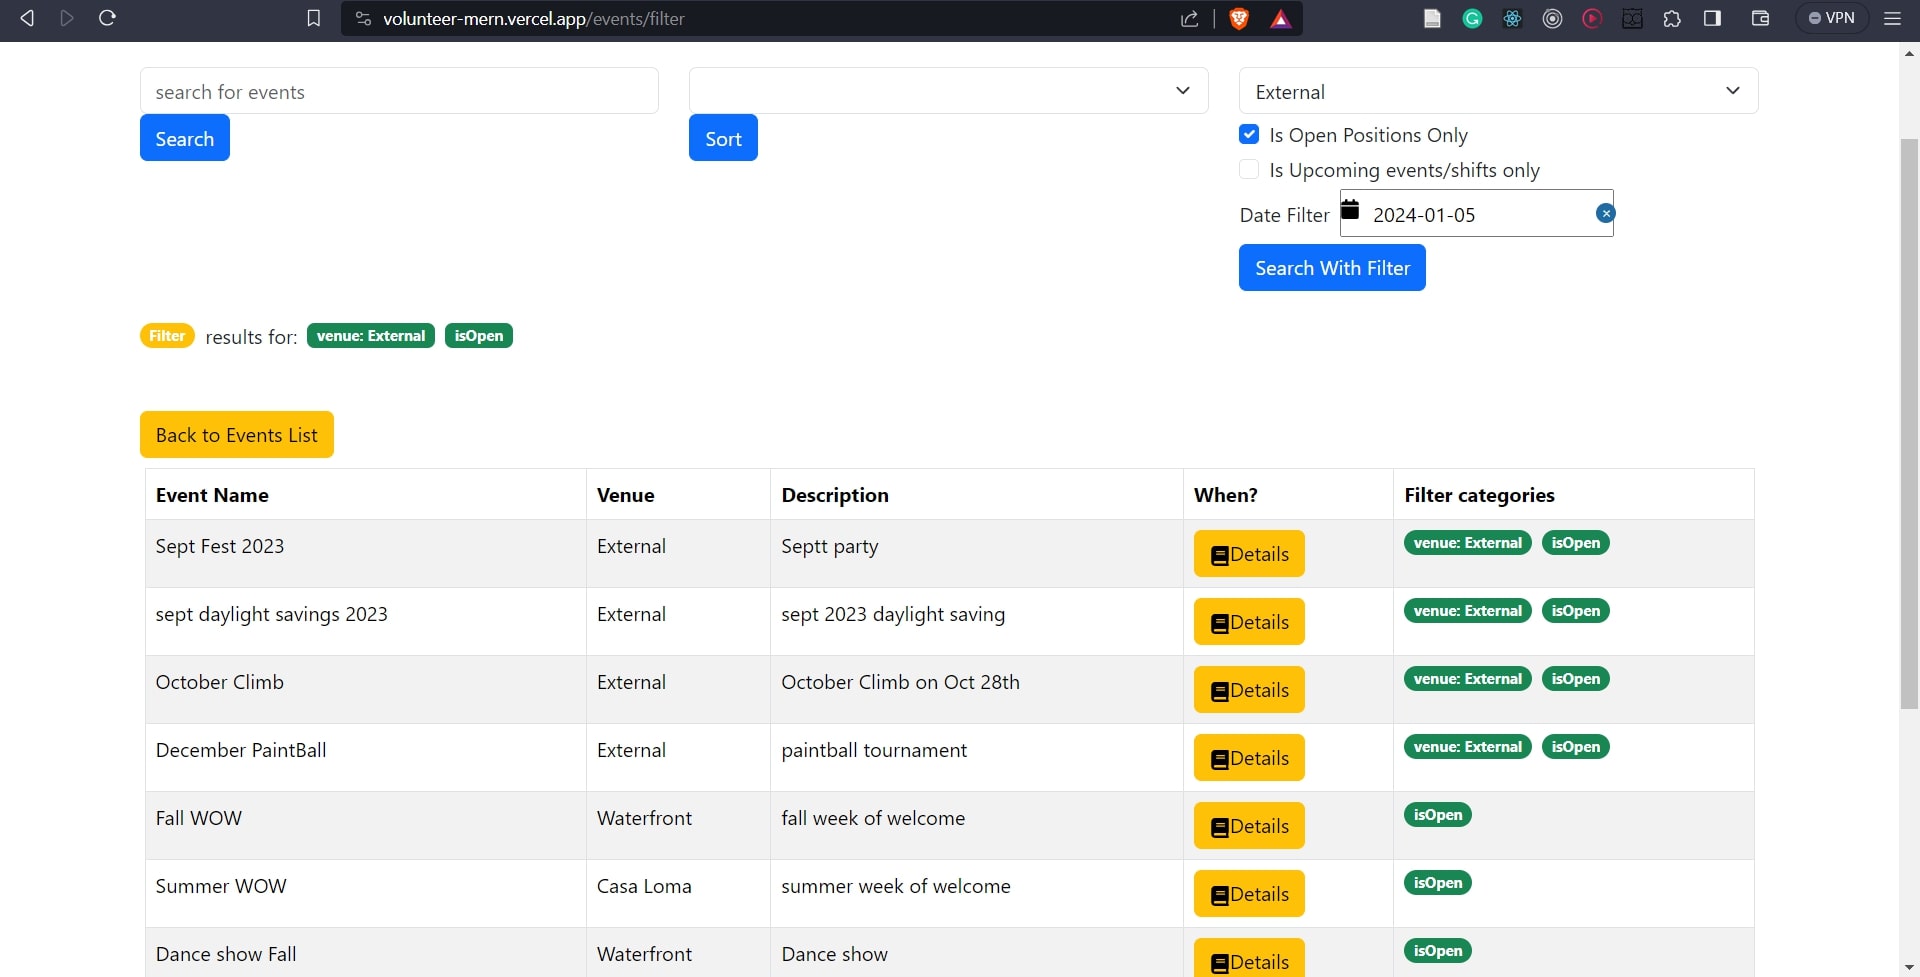 volunteer-mern.vercel.app/events/filter
VPN
search for events
External
Search
Sort
Is Open Positions Only
Is Upcoming events/shifts only
Date Filter 2024-01-05
Search With Filter
Filter results for: venue: External isOpen
Back to Events List
Event Name Venue Description When? Filter categories
Sept Fest 2023 External Septt party Details venue: External isOpen
sept daylight savings 2023 External sept 2023 daylight saving Details venue: External isOpen
October Climb External October Climb on Oct 28th Details venue: External isOpen
December PaintBall External paintball tournament Details venue: External isOpen
Fall WOW Waterfront fall week of welcome Details isOpen
Summer WOW Casa Loma summer week of welcome Details isOpen
Dance show Fall Waterfront Dance show Details isOpen